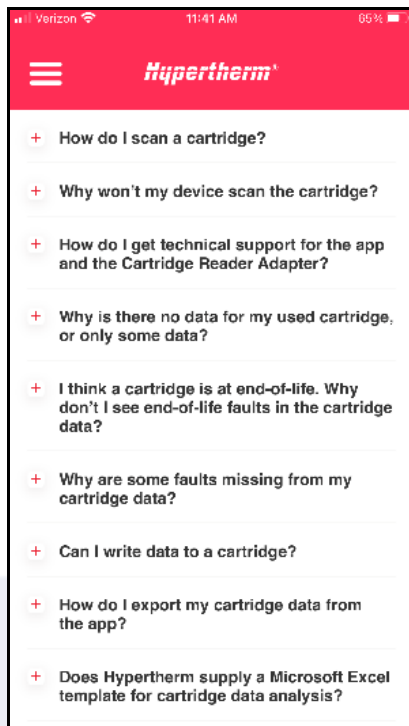 Verizon 11:41 AM 65%
Hypertherm®
+ How do I scan a cartridge?
+ Why won't my device scan the cartridge?
+ How do I get technical support for the app
and the Cartridge Reader Adapter?
+ Why is there no data for my used cartridge,
or only some data?
+ I think a cartridge is at end-of-life. Why
don't I see end-of-life faults in the cartridge
data?
+ Why are some faults missing from my
cartridge data?
+ Can I write data to a cartridge?
+ How do I export my cartridge data from
the app?
+ Does Hypertherm supply a Microsoft Excel
template for cartridge data analysis?